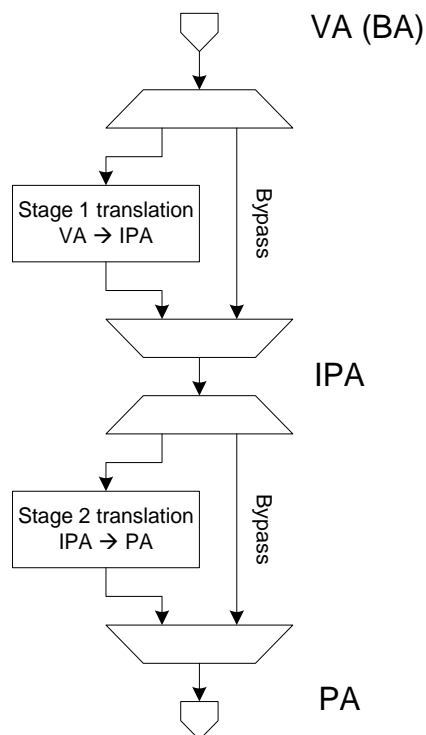 VA (BA)
Stage 1 translation
VA → IPA
Bypass
IPA
Stage 2 translation
IPA → PA
Bypass
PA